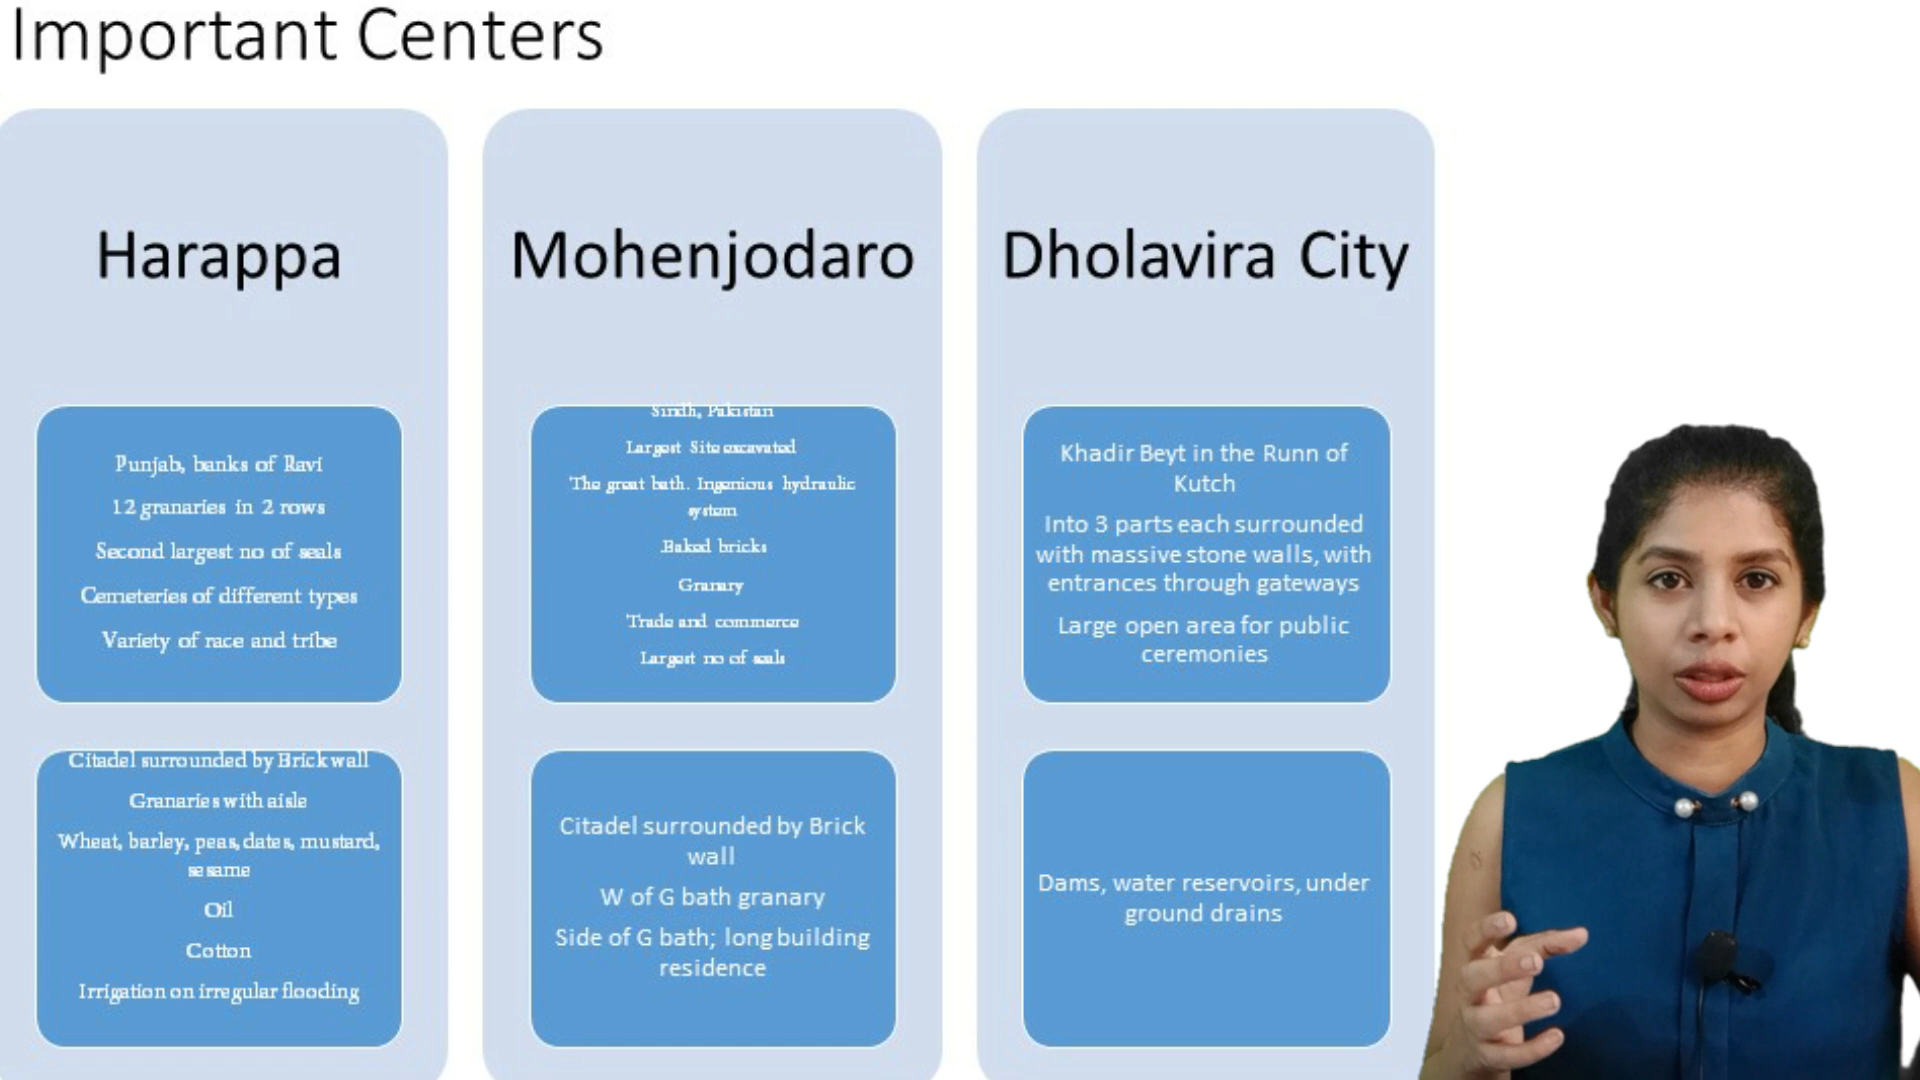 Important Centers
Harappa
Punjab, banks of Ravi
12 granaries in 2 rows
Second largest no of seals
Cemeteries of different types
Variety of race and tribe
Citadel surrounded by Brick wall
Granaries with aisle
Wheat, barley, peas, dates, mustard,
sesame
Oil
Cotton
Irrigation on irregular flooding
Mohenjodaro
Sindh, Pakistan
Largest Site excavated
The great bath. Ingenious hydraulic
system
Baked bricks
Granary
Trade and commerce
Largest no of seals
Citadel surrounded by Brick
wall
W of G bath granary
Side of G bath; long building
residence
Dholavira City
Khadir Beyt in the Runn of
Kutch
Into 3 parts each surrounded
with massive stone walls, with
entrances through gateways
Large open area for public
ceremonies
Dams, water reservoirs, under
ground drains